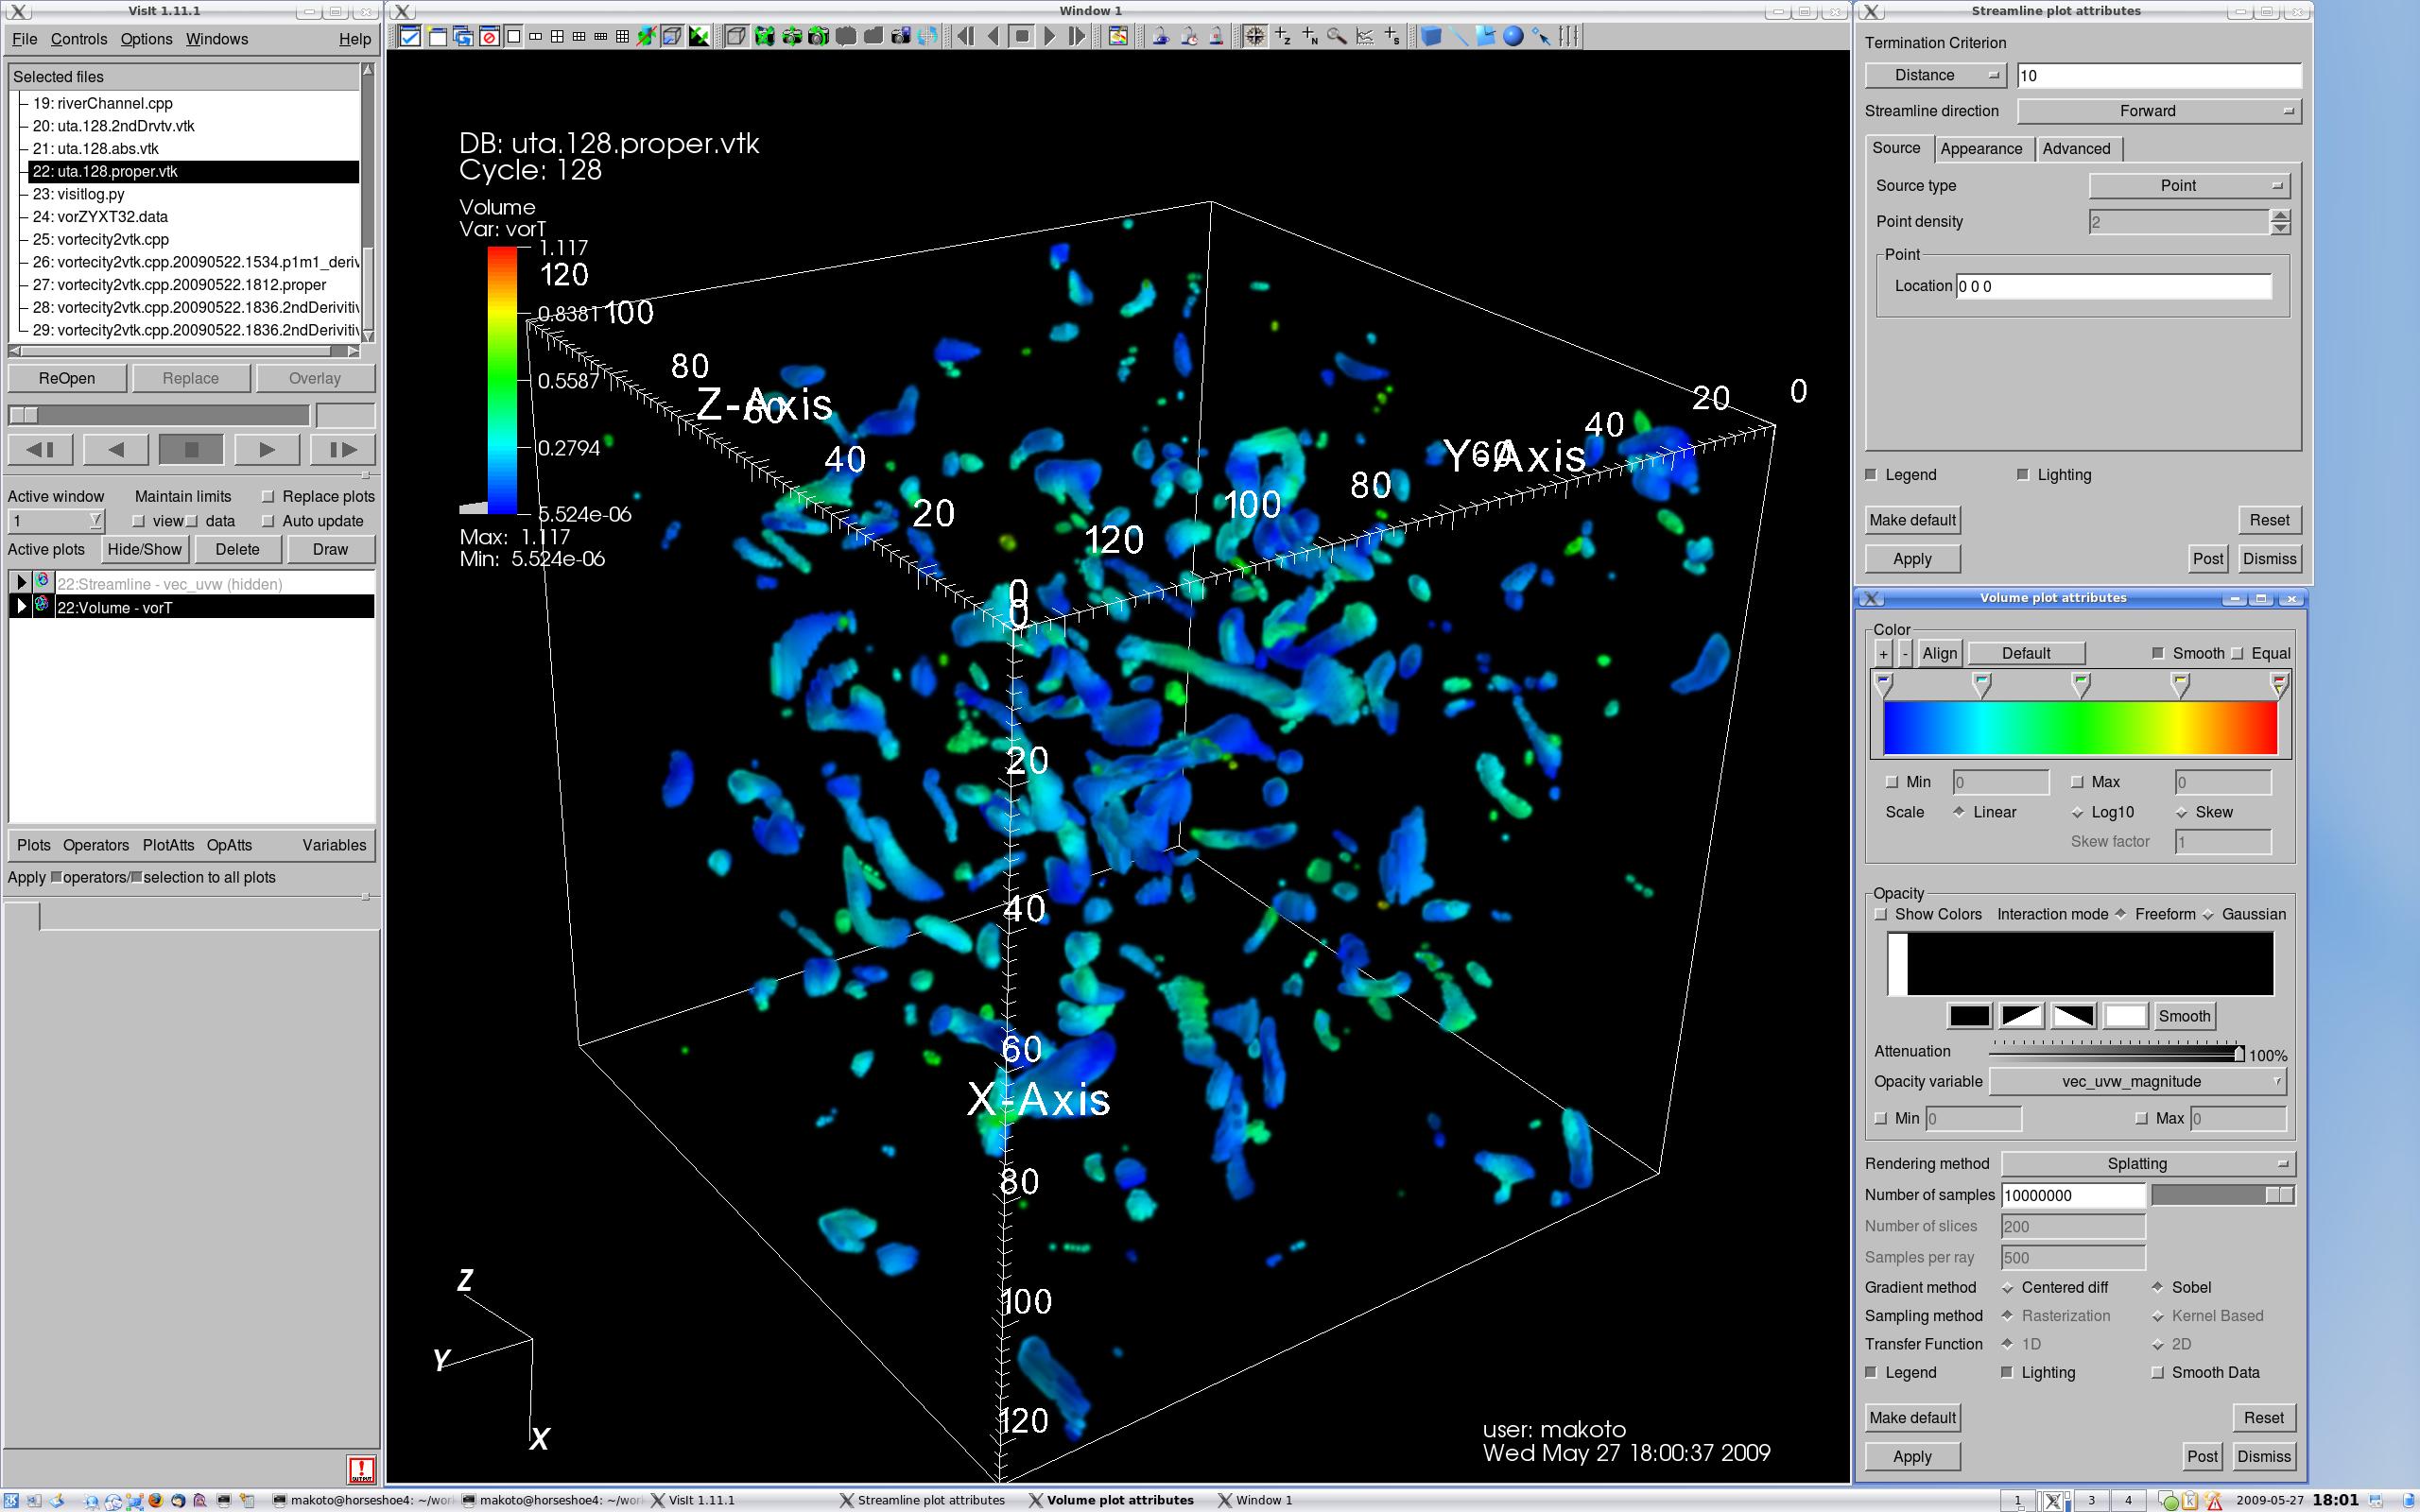 VisIt 1.11.1
File Controls Options Windows Help
Selected files
19: riverChannel.cpp
20: uta.128.2ndDrvtv.vtk
21: uta.128.abs.vtk
22: uta.128.proper.vtk
23: visitlog.py
24: vorZYXT32.data
25: vortecity2vtk.cpp
26: vortecity2vtk.cpp.20090522.1534.p1m1_deriv
27: vortecity2vtk.cpp.20090522.1812.proper
28: vortecity2vtk.cpp.20090522.1836.2ndDerivitiv
29: vortecity2vtk.cpp.20090522.1836.2ndDerivitiv
ReOpen Replace Overlay
Active window Maintain limits Replace plots
1 view data Auto update
Active plots Hide/Show Delete Draw
22:Streamline - vec_uvw (hidden)
22:Volume - vorT
Plots Operators PlotAtts OpAtts Variables
Apply operators/ selection to all plots
Window 1
DB: uta.128.proper.vtk
Cycle: 128
Volume
Var: vorT
1.117
0.8381
0.5587
0.2794
5.524e-06
Max: 1.117
Min: 5.524e-06
120
100
80
60
Z-Axis
40
20
0
0
20
40
60
Y-Axis
80
100
120
0
20
40
60
X-Axis
80
100
120
Z
Y
X
user: makoto
Wed May 27 18:00:37 2009
Streamline plot attributes
Termination Criterion
Distance 10
Streamline direction Forward
Source Appearance Advanced
Source type Point
Point density 2
Point
Location 0 0 0
Legend Lighting
Make default Reset
Apply Post Dismiss
Volume plot attributes
Color
+ - Align Default Smooth Equal
Min 0 Max 0
Scale Linear Log10 Skew
Skew factor 1
Opacity
Show Colors Interaction mode Freeform Gaussian
Smooth
Attenuation 100%
Opacity variable vec_uvw_magnitude
Min 0 Max 0
Rendering method Splatting
Number of samples 10000000
Number of slices 200
Samples per ray 500
Gradient method Centered diff Sobel
Sampling method Rasterization Kernel Based
Transfer Function 1D 2D
Legend Lighting Smooth Data
Make default Reset
Apply Post Dismiss
makoto@horseshoe4: ~/wor makoto@horseshoe4: ~/wor VisIt 1.11.1 Streamline plot attributes Volume plot attributes Window 1 1 3 4 2009-05-27 18:01